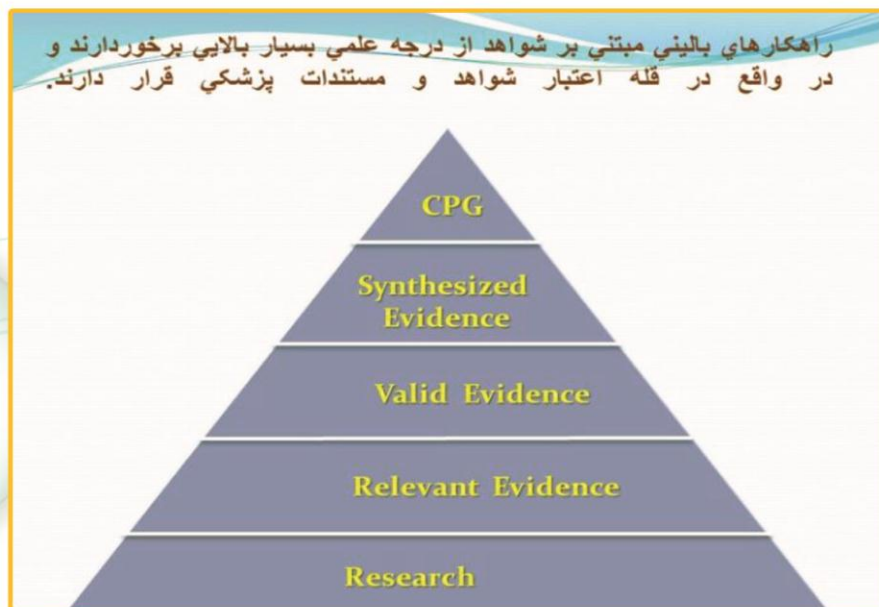 راهكارهاي باليني مبتني بر شواهد از درجه علمي بسيار بالايي برخوردارند و
در واقع در قله اعتبار شواهد و مستندات پزشكي قرار دارند.
CPG
Synthesized
Evidence
Valid Evidence
Relevant Evidence
Research